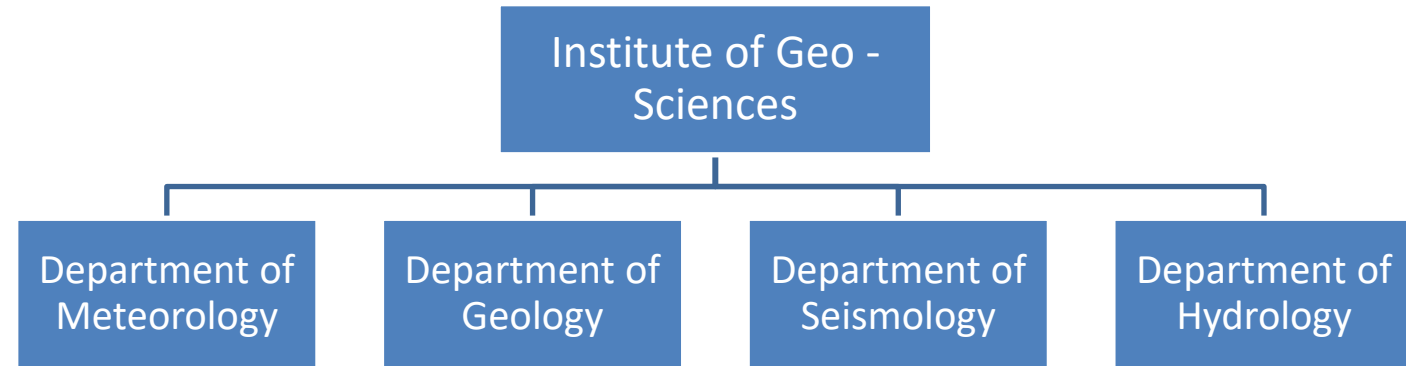 Institute of Geo -
Sciences
Department of
Meteorology
Department of
Geology
Department of
Seismology
Department of
Hydrology